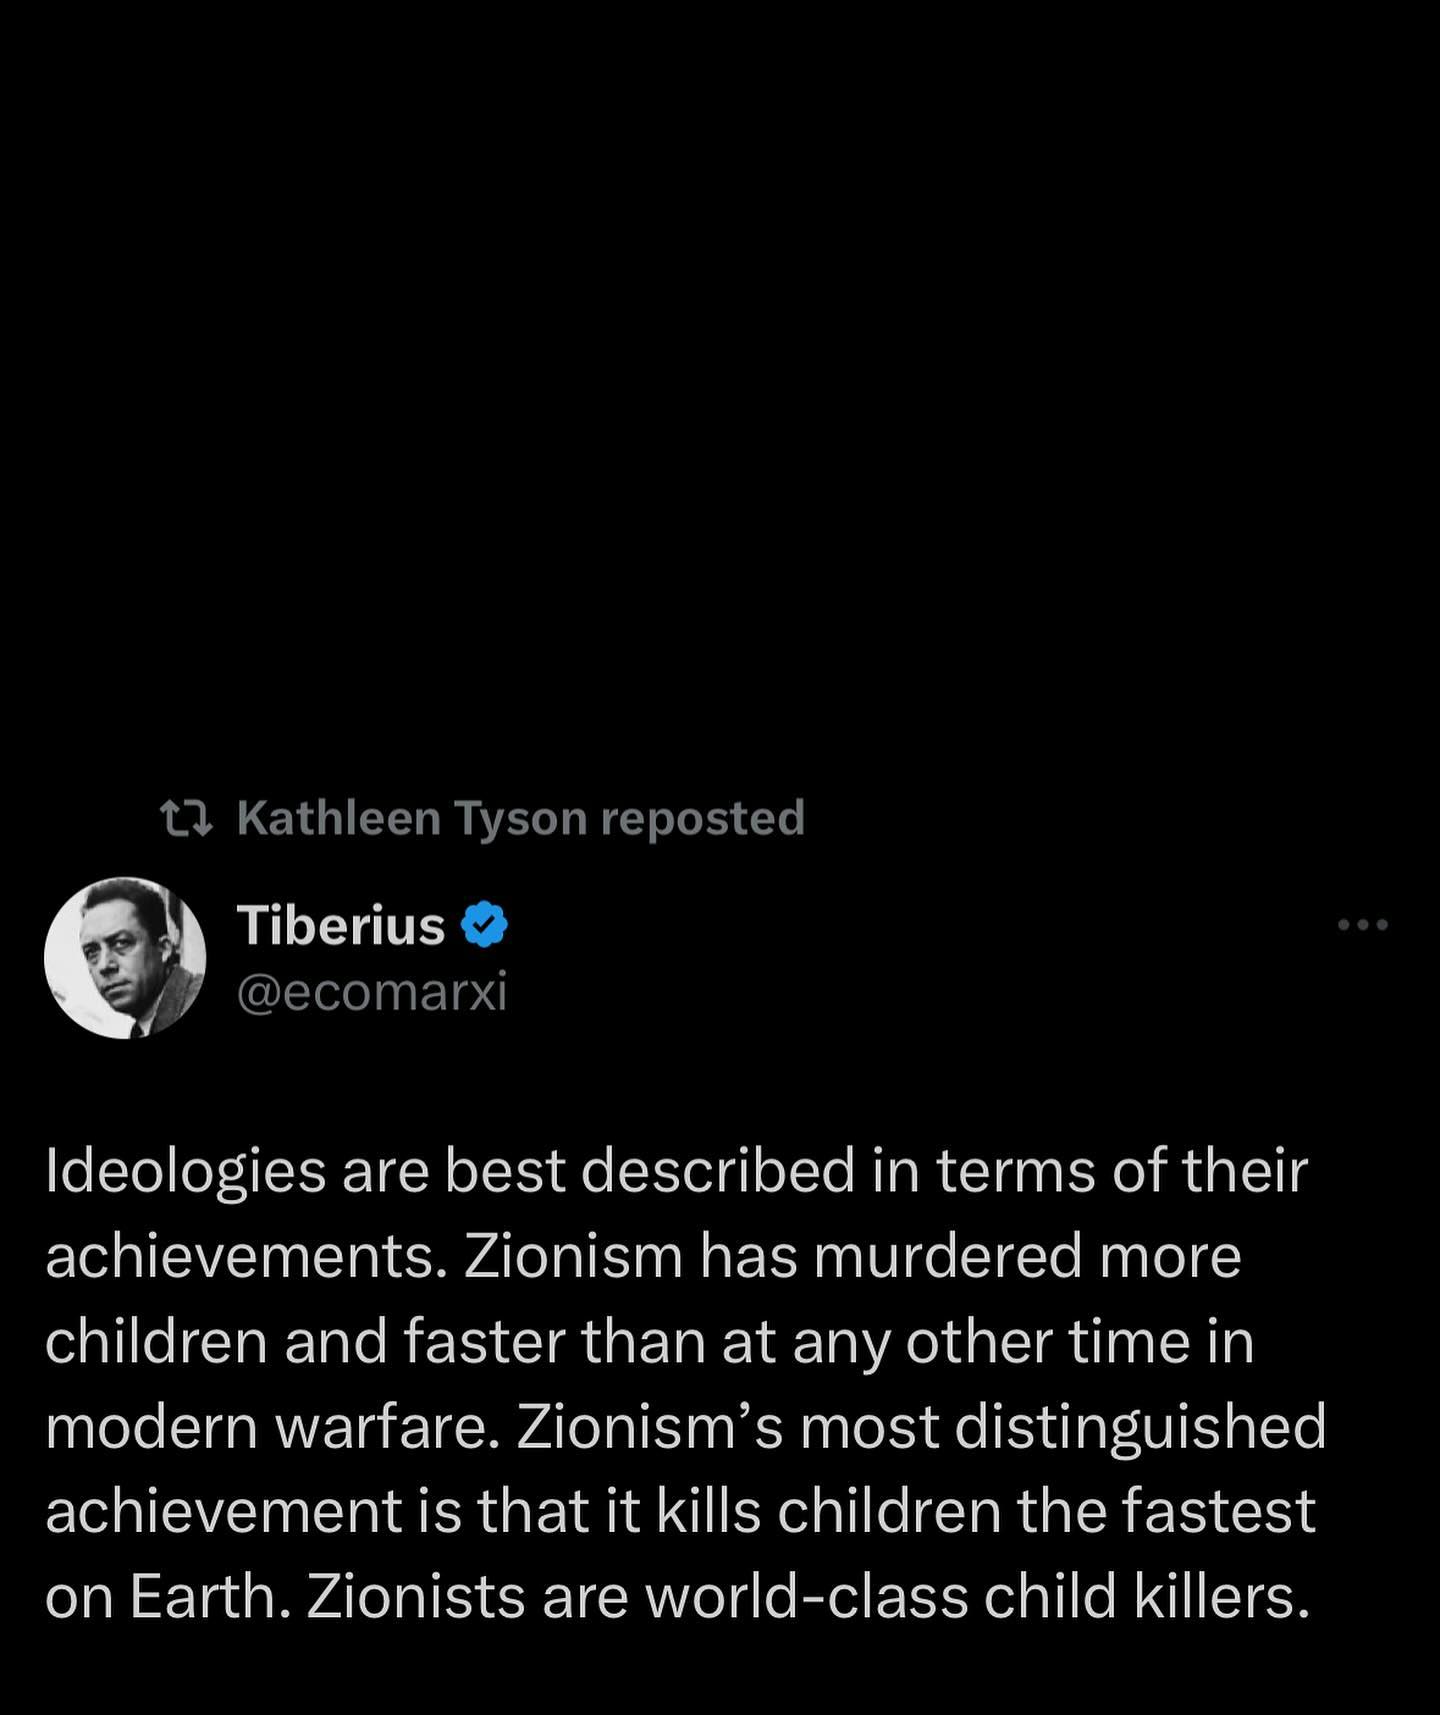 Kathleen Tyson reposted
Tiberius
@ecomarxi
Ideologies are best described in terms of their
achievements. Zionism has murdered more
children and faster than at any other time in
modern warfare. Zionism’s most distinguished
achievement is that it kills children the fastest
on Earth. Zionists are world-class child killers.